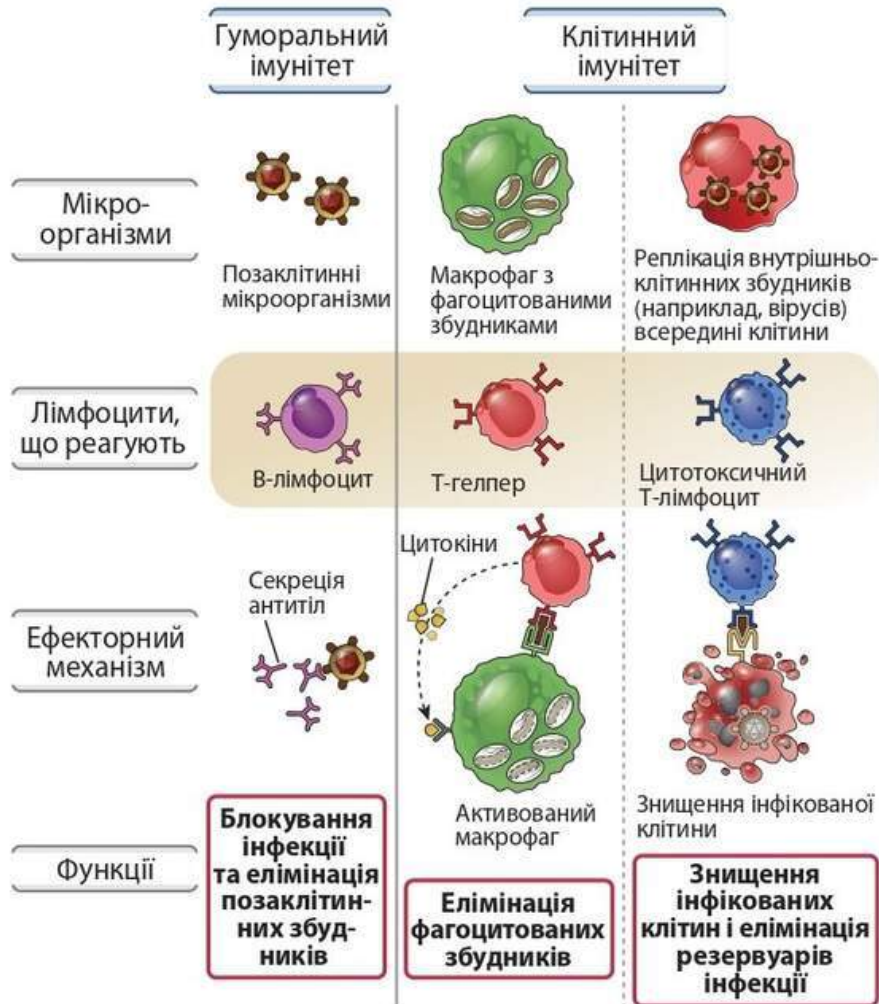 Гуморальний
імунітет
Клітинний
імунітет
Мікро-
організми
Позаклітинні
мікроорганізми
Макрофаг з
фагоцитованими
збудниками
Реплікація внутрішньо-
клітинних збудників
(наприклад, вірусів)
всередині клітини
Лімфоцити,
що реагують
В-лімфоцит
Т-гелпер
Цитотоксичний
Т-лімфоцит
Ефекторний
механізм
Секреція
антитіл
Цитокіни
Активований
макрофаг
Знищення інфікованої
клітини
Функції
Блокування
інфекції
та елімінація
позаклітин-
них збуд-
ників
Елімінація
фагоцитованих
збудників
Знищення
інфікованих
клітин і елімінація
резервуарів
інфекції